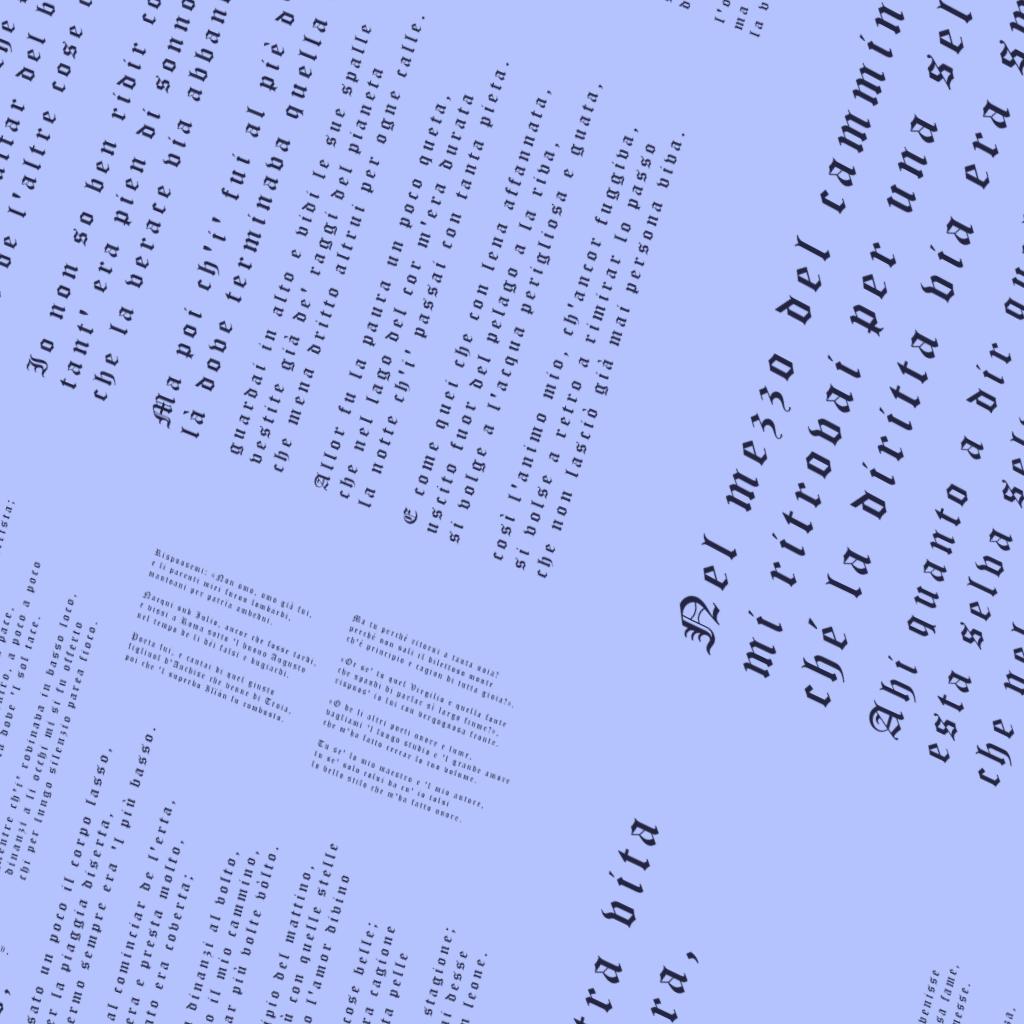 Nel mezzo del cammin
mi ritrovai per una sel
ché la diritta via era sm
Ahi quanto a dir
esta selva
che nel
tra vita
ra,
ltar del b
l'altre cose
Io non so ben ridir
tant' era pien di sonno
che la verace via abban
Ma poi ch'i' fui al piè d
là dove terminava quella
guardai in alto e vidi le sue spalle
vestite già de' raggi del pianeta
che mena dritto altrui per ogne calle.
Allor fu la paura un poco queta,
che nel lago del cor m'era durata
la notte ch'i' passai con tanta pieta.
E come quei che con lena affannata,
uscito fuor del pelago a la riva,
si volge a l'acqua perigliosa e guata,
così l'animo mio, ch'ancor fuggiva,
si volse a retro a rimirar lo passo
che non lasciò già mai persona viva.
sato un poco il corpo lasso,
er la piaggia diserta,
ermo sempre era 'l più basso.
al cominciar de l'erta,
era e presta molto,
ato era coverta;
dinanzi al volto,
o il mio cammino,
ar più volte vòlto.
ipio del mattino,
ù con quelle stelle
o l'amor divino
cose belle;
ra cagione
ta pelle
stagione;
desse
leone.
venisse
sa fame,
messe.
pace,
a poco a poco
dove 'l sol tace.
mentre ch'i' rovinava in basso loco,
dinanzi a li occhi mi si fu offerto
chi per lungo silenzio parea fioco.
Rispuosemi: «Non omo, omo già fui,
e li parenti miei furon lombardi,
mantoani per patrïa ambedui.
Nacqui sub Iulio, ancor che fosse tardi,
e vissi a Roma sotto 'l buono Augusto
nel tempo de li dèi falsi e bugiardi.
Poeta fui, e cantai di quel giusto
figliuol d'Anchise che venne di Troia,
poi che 'l superbo Ilïón fu combusto.
Ma tu perché ritorni a tanta noia?
perché non sali il dilettoso monte
ch'è principio e cagion di tutta gioia?».
«Or se' tu quel Virgilio e quella fonte
che spandi di parlar sì largo fiume?»,
rispuos' io lui con vergognosa fronte.
«O de li altri poeti onore e lume,
vagliami 'l lungo studio e 'l grande amore
che m'ha fatto cercar lo tuo volume.
Tu se' lo mio maestro e 'l mio autore,
tu se' solo colui da cu' io tolsi
lo bello stilo che m'ha fatto onore.